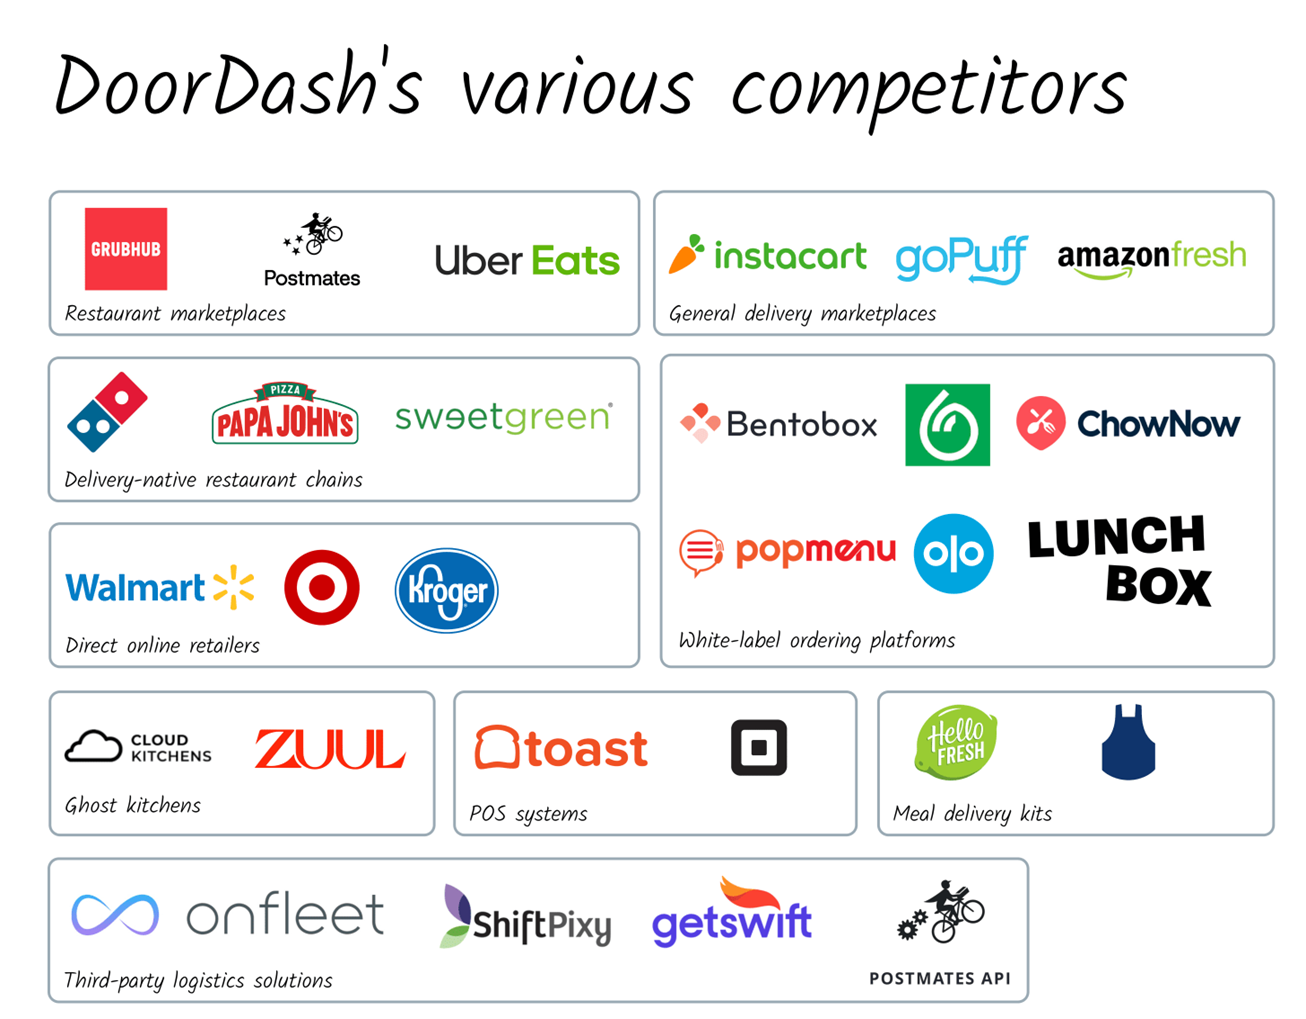 DoorDash's various competitors
GRUBHUB
Postmates
Uber Eats
Restaurant marketplaces
instacart
goPuff
amazonfresh
General delivery marketplaces
PIZZA
PAPA JOHN'S
sweetgreen
Delivery-native restaurant chains
Bentobox
ChowNow
popmenu
olo
LUNCH
BOX
White-label ordering platforms
Walmart
Kroger
Direct online retailers
CLOUD
KITCHENS
ZUUL
Ghost kitchens
toast
POS systems
Hello
FRESH
Meal delivery kits
onfleet
ShiftPixy
getswift
POSTMATES API
Third-party logistics solutions